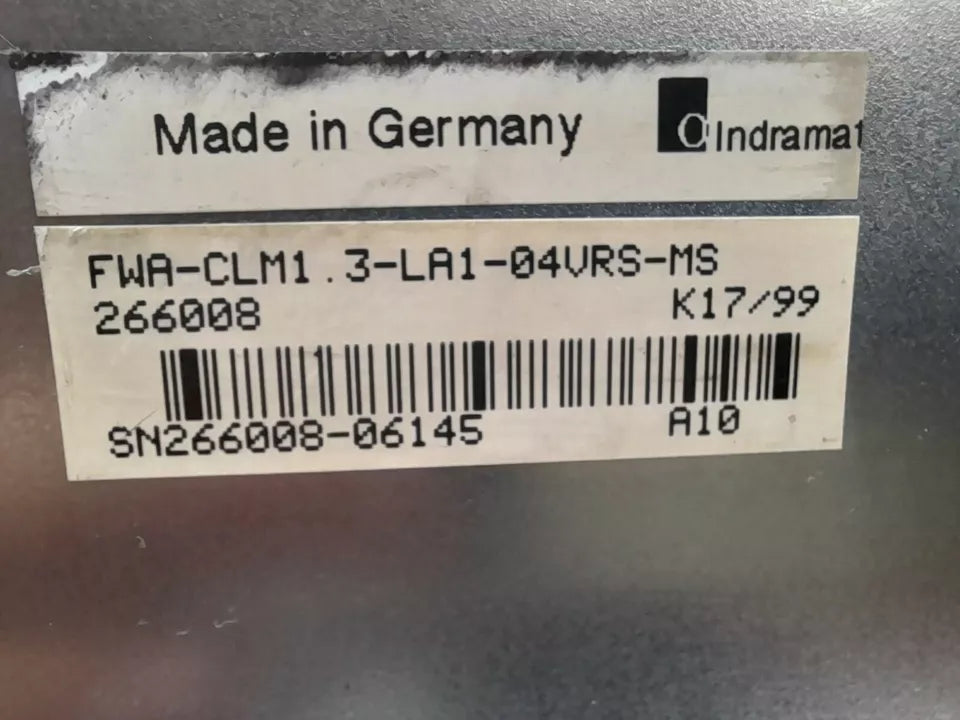 Made in Germany
Indramat
FWA-CLM1.3-LA1-04VRS-MS
266008 K17/99
SN266008-06145 A10